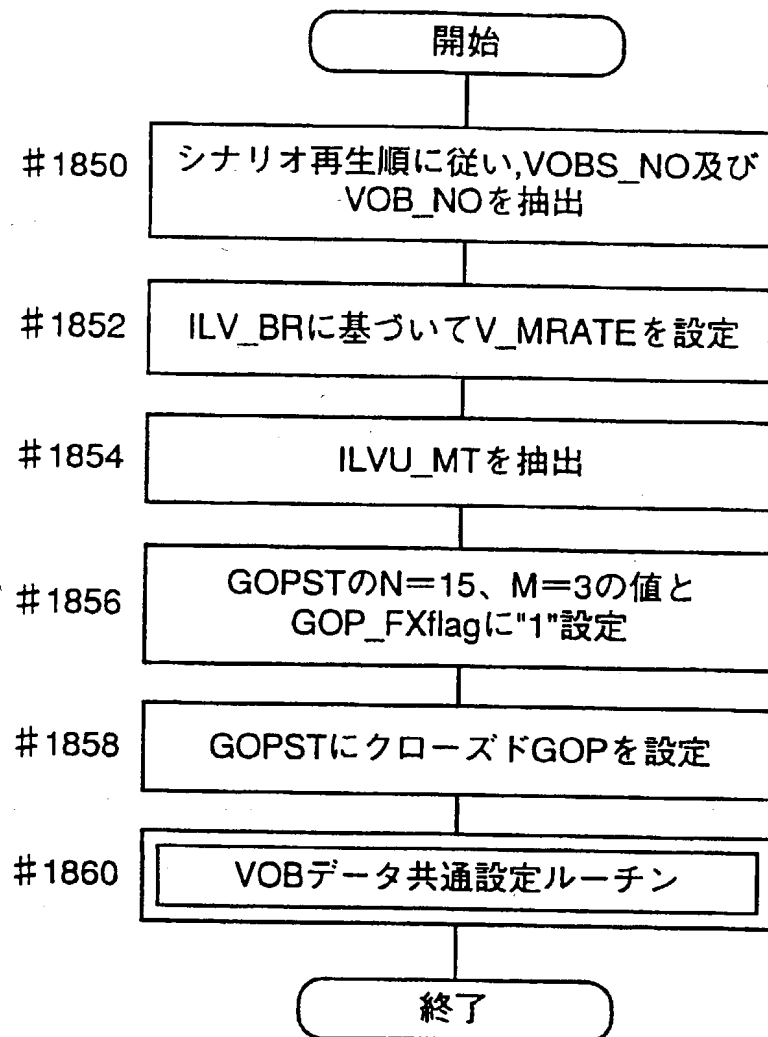 開始
#1850
シナリオ再生順に従い,VOBS_NO及び
VOB_NOを抽出
#1852
ILV_BRに基づいてV_MRATEを設定
#1854
ILVU_MTを抽出
#1856
GOPSTのN=15、M=3の値と
GOP_FXflagに"1"設定
#1858
GOPSTにクローズドGOPを設定
#1860
VOBデータ共通設定ルーチン
終了